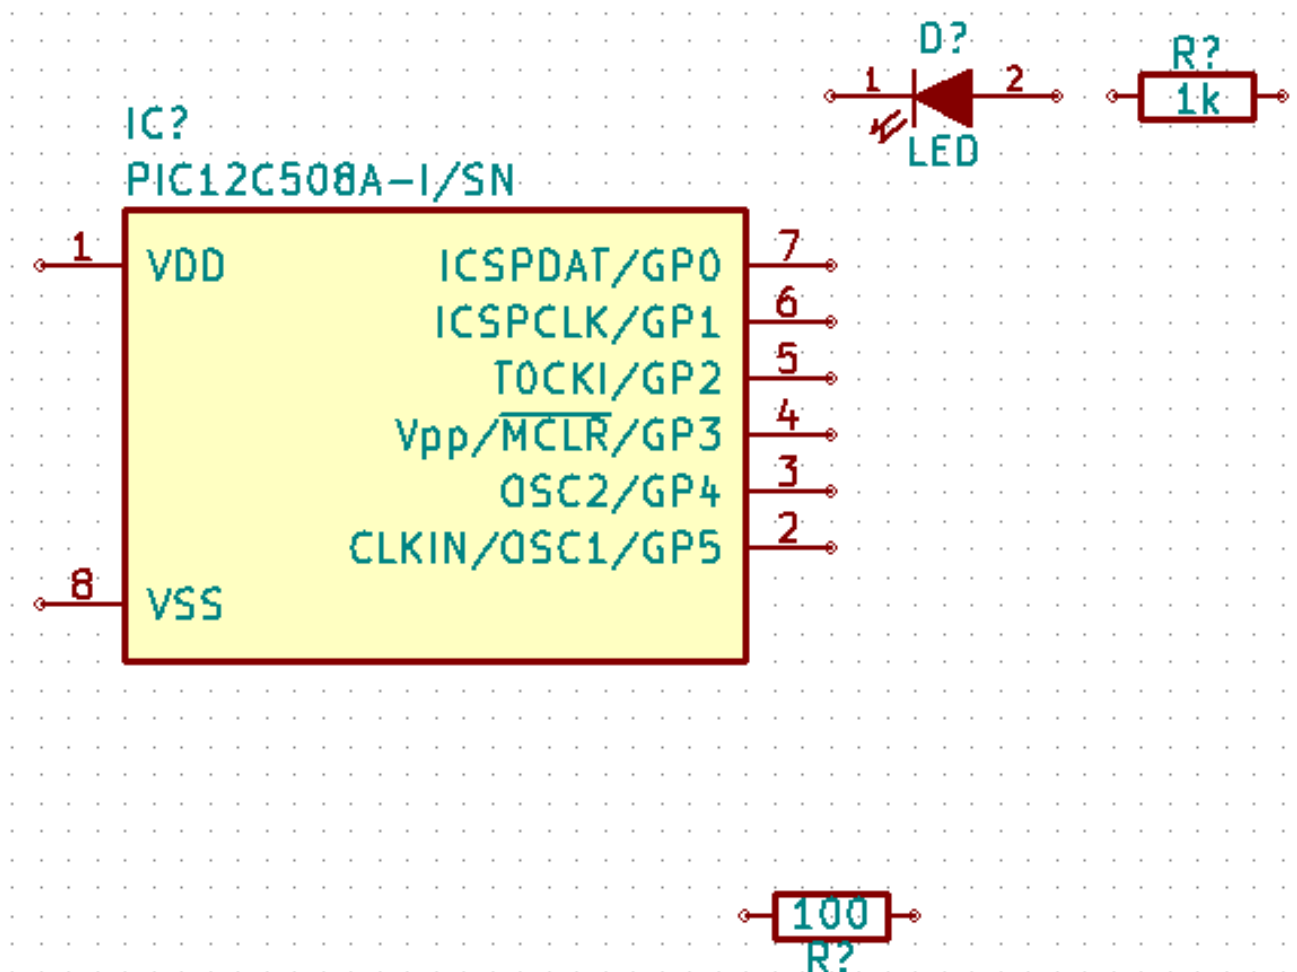 D?
1 2
LED
R?
1k
IC?
PIC12C508A-I/SN
1 VDD
8 VSS
ICSPDAT/GP0 7
ICSPCLK/GP1 6
T0CKI/GP2 5
Vpp/MCLR/GP3 4
OSC2/GP4 3
CLKIN/OSC1/GP5 2
100
R?